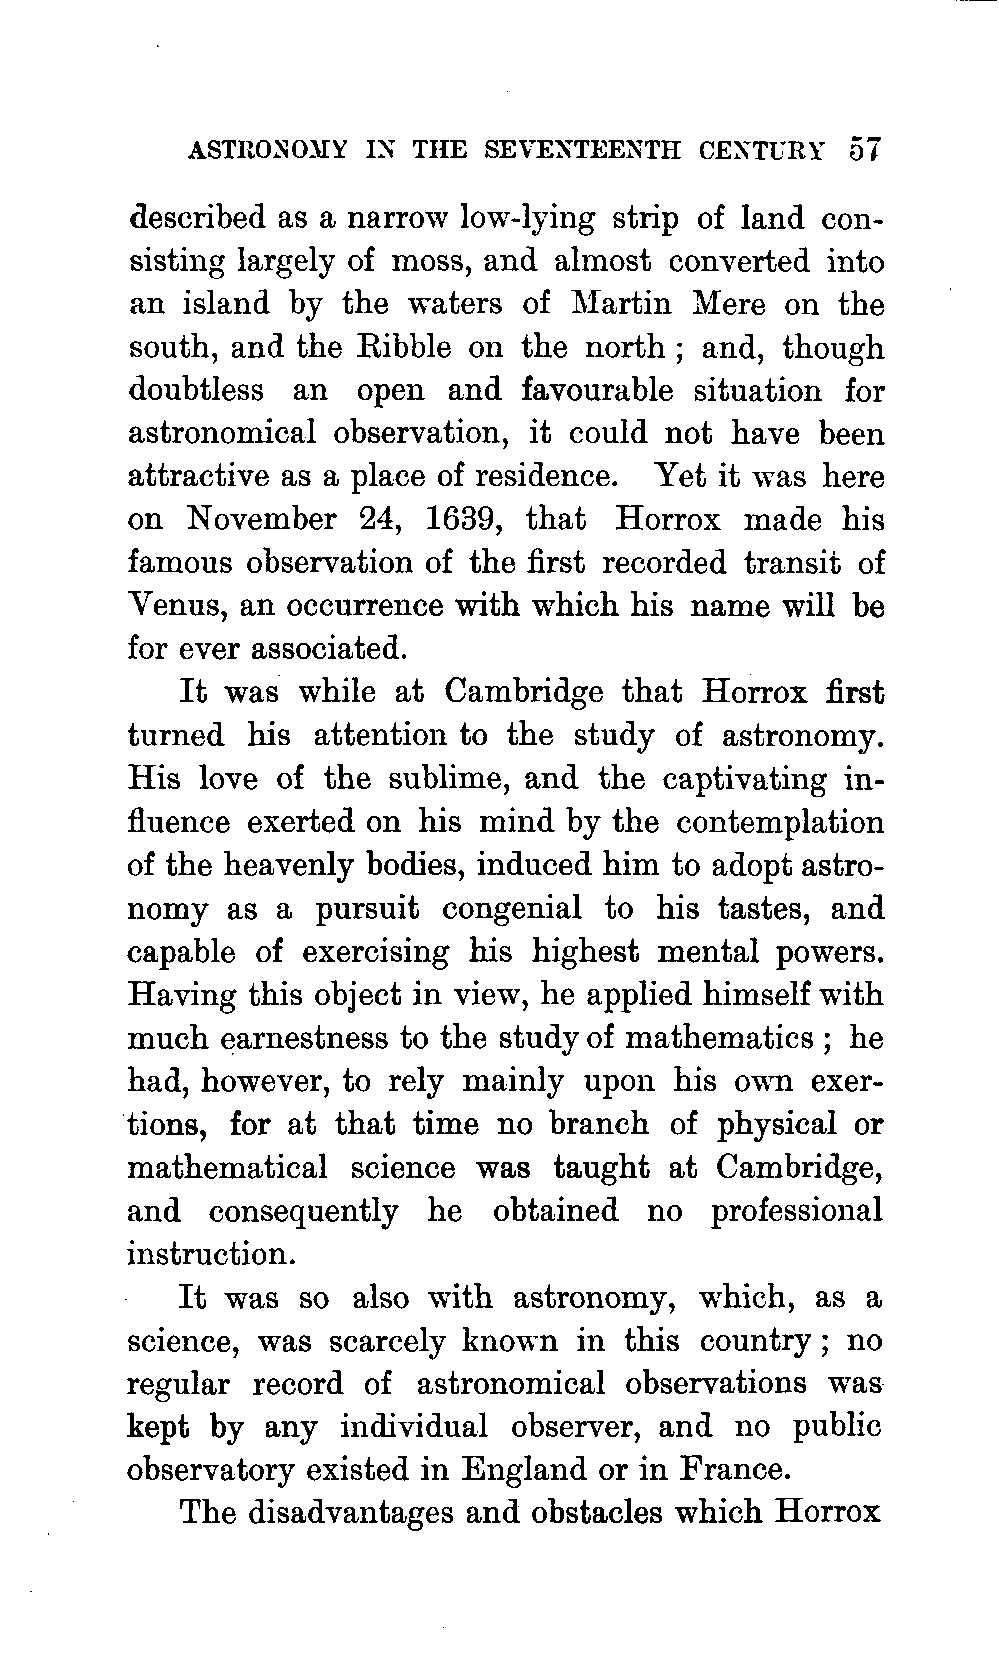 ASTRONOMY IN THE SEVENTEENTH CENTURY 57
described as a narrow low-lying strip of land con-
sisting largely of moss, and almost converted into
an island by the waters of Martin Mere on the
south, and the Ribble on the north ; and, though
doubtless an open and favourable situation for
astronomical observation, it could not have been
attractive as a place of residence. Yet it was here
on November 24, 1639, that Horrox made his
famous observation of the first recorded transit of
Venus, an occurrence with which his name will be
for ever associated.
It was while at Cambridge that Horrox first
turned his attention to the study of astronomy.
His love of the sublime, and the captivating in-
fluence exerted on his mind by the contemplation
of the heavenly bodies, induced him to adopt astro-
nomy as a pursuit congenial to his tastes, and
capable of exercising his highest mental powers.
Having this object in view, he applied himself with
much earnestness to the study of mathematics ; he
had, however, to rely mainly upon his own exer-
tions, for at that time no branch of physical or
mathematical science was taught at Cambridge,
and consequently he obtained no professional
instruction.
It was so also with astronomy, which, as a
science, was scarcely known in this country ; no
regular record of astronomical observations was
kept by any individual observer, and no public
observatory existed in England or in France.
The disadvantages and obstacles which Horrox